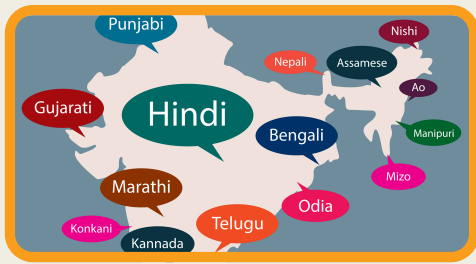 Punjabi
Nishi
Nepali
Assamese
Ao
Gujarati
Hindi
Bengali
Manipuri
Mizo
Marathi
Odia
Konkani
Telugu
Kannada